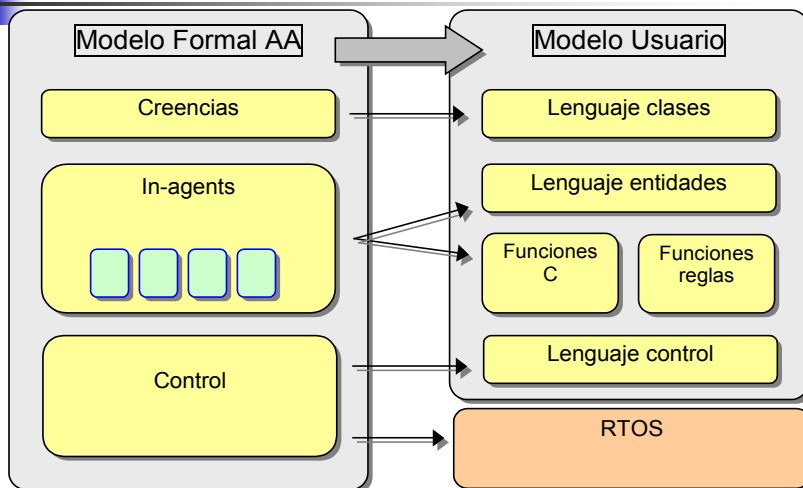 Modelo Formal AA
Creencias
In-agents
Control
Modelo Usuario
Lenguaje clases
Lenguaje entidades
Funciones
C
Funciones
reglas
Lenguaje control
RTOS